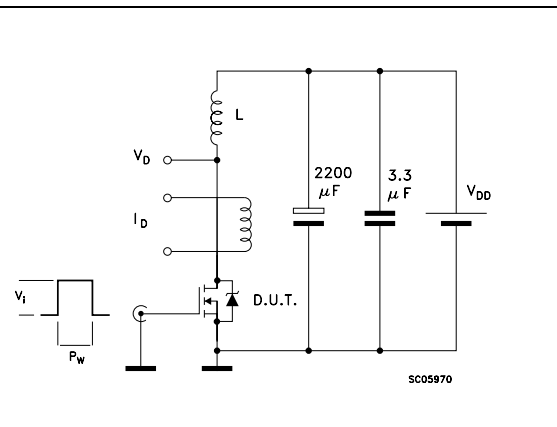 L
V_D
2200
μF
3.3
μF
V_DD
I_D
V_i
D.U.T.
P_W
SC05970